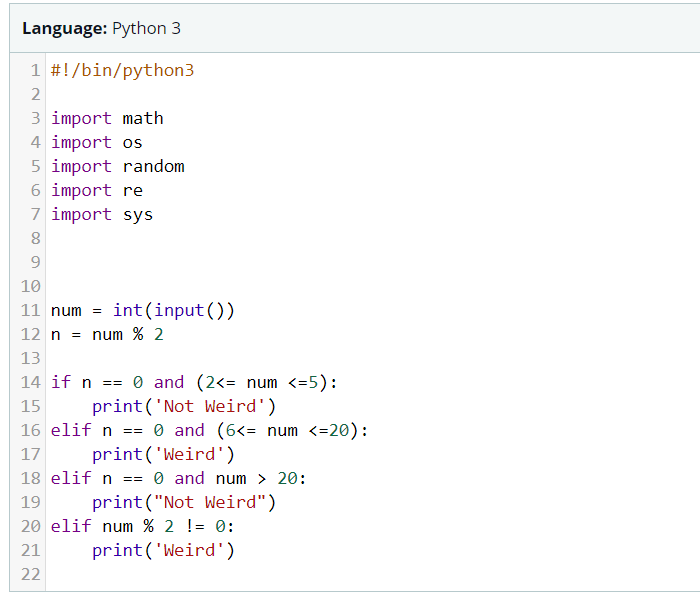 Language: Python 3
1 #!/bin/python3
2
3 import math
4 import os
5 import random
6 import re
7 import sys
8
9
10
11 num = int(input())
12 n = num % 2
13
14 if n == 0 and (2<= num <=5):
15     print('Not Weird')
16 elif n == 0 and (6<= num <=20):
17     print('Weird')
18 elif n == 0 and num > 20:
19     print("Not Weird")
20 elif num % 2 != 0:
21     print('Weird')
22